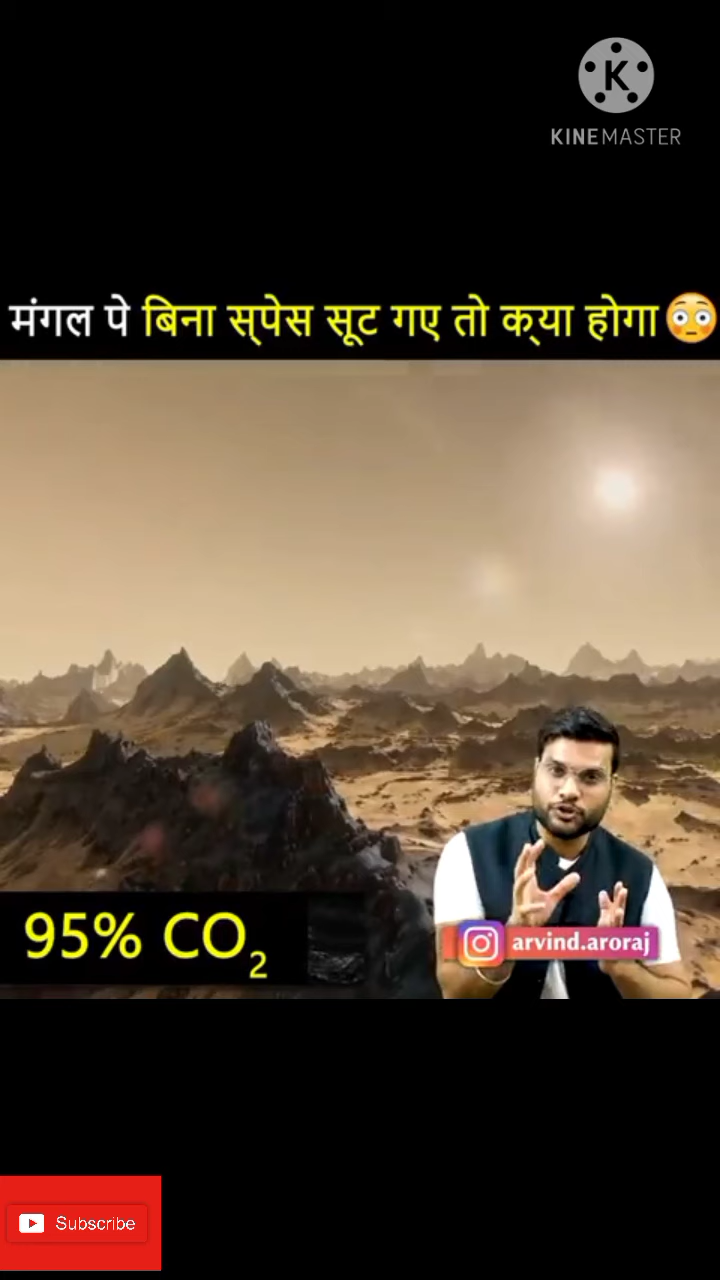 KINEMASTER
मंगल पे बिना स्पेस सूट गए तो क्या होगा😳
95% CO₂
arvind.aroraj
Subscribe